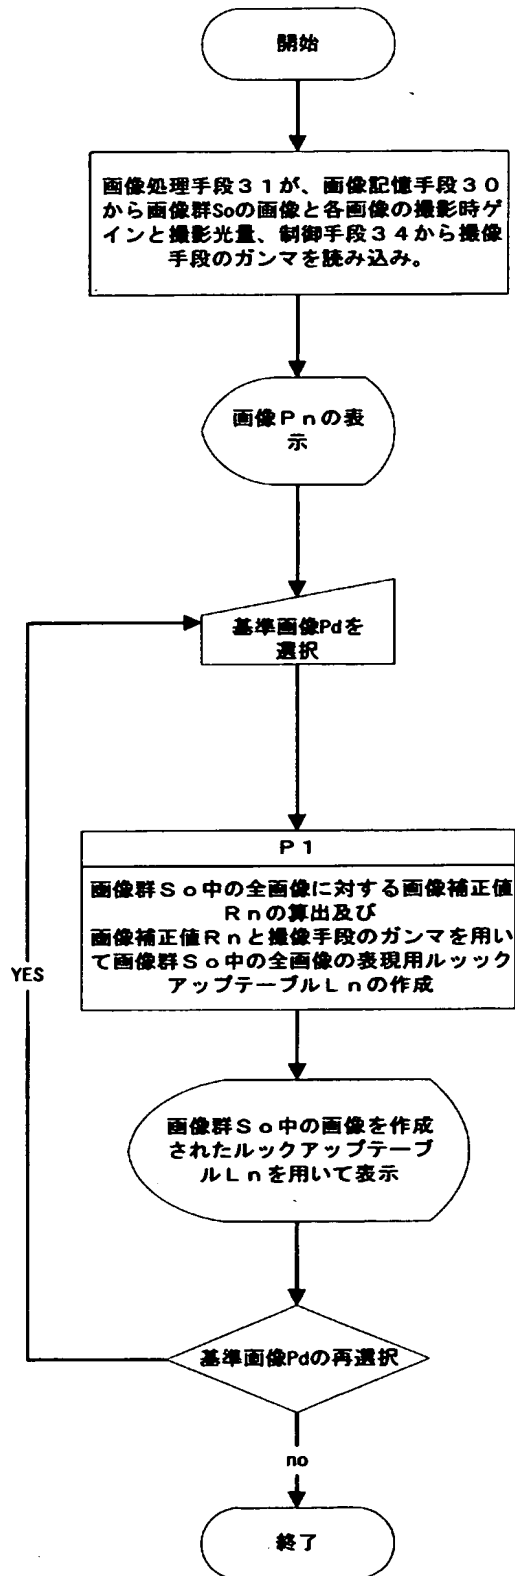 開始
画像処理手段31が、画像記憶手段30
から画像群Soの画像と各画像の撮影時ゲ
インと撮影光量、制御手段34から撮像
手段のガンマを読み込み。
画像Pnの表
示
基準画像Pdを
選択
P1
画像群So中の全画像に対する画像補正値
Rnの算出及び
画像補正値Rnと撮像手段のガンマを用い
て画像群So中の全画像の表現用ルッック
アップテーブルLnの作成
YES
画像群So中の画像を作成
されたルックアップテーブ
ルLnを用いて表示
基準画像Pdの再選択
no
終了